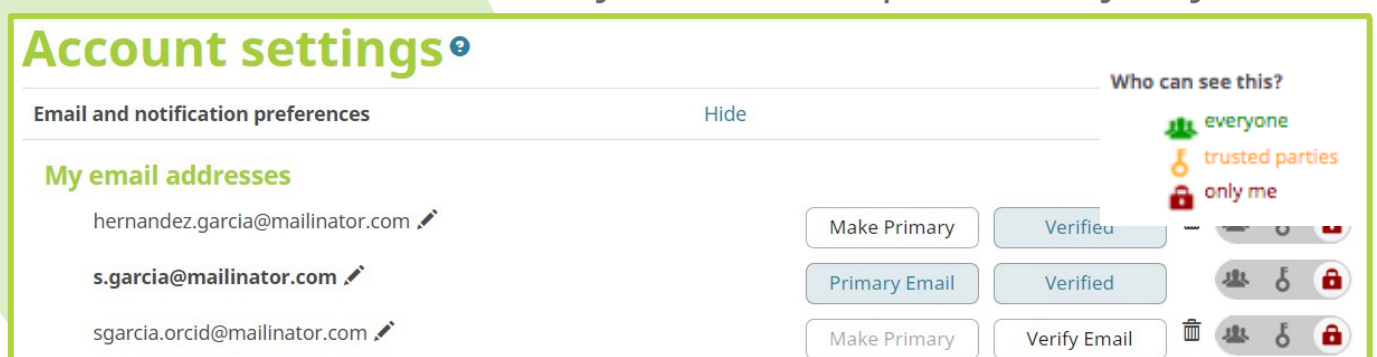 Account settings
Who can see this?
everyone
trusted parties
only me
Email and notification preferences Hide
My email addresses
hernandez.garcia@mailinator.com Make Primary Verified
s.garcia@mailinator.com Primary Email Verified
sgarcia.orcid@mailinator.com Make Primary Verify Email